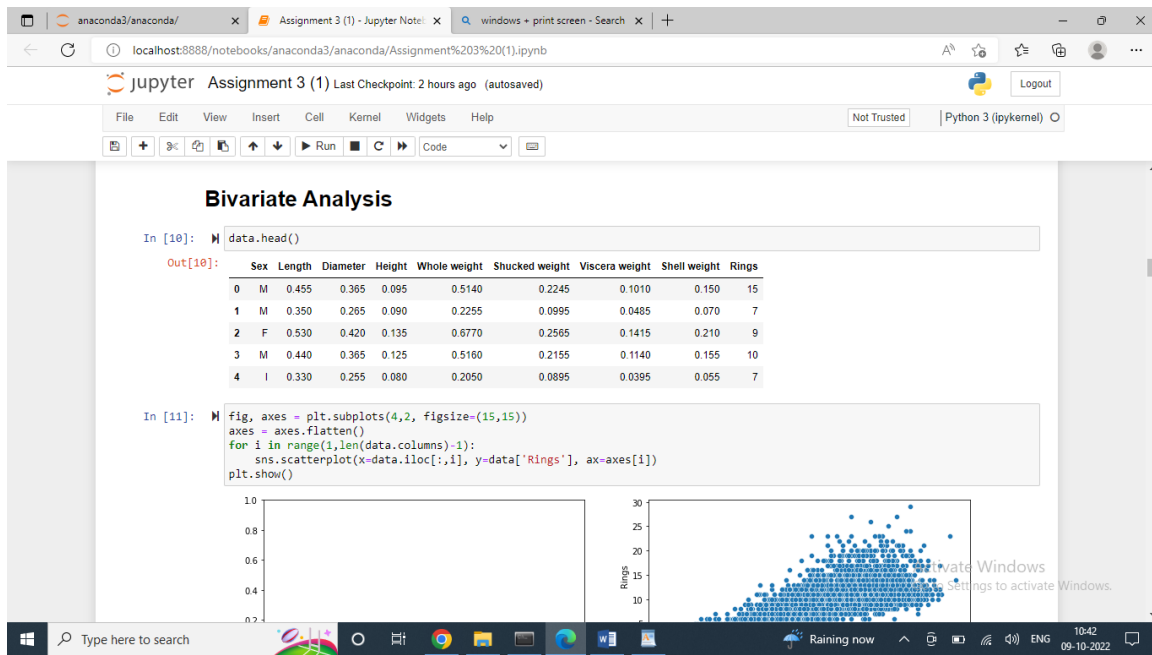 anaconda3/anaconda/ Assignment 3 (1) - Jupyter Note windows + print screen - Search
localhost:8888/notebooks/anaconda3/anaconda/Assignment%203%20(1).ipynb
jupyter Assignment 3 (1) Last Checkpoint: 2 hours ago (autosaved) Logout
File Edit View Insert Cell Kernel Widgets Help Not Trusted Python 3 (ipykernel)
Run Code
Bivariate Analysis
In [10]: data.head()
Out[10]:
Sex Length Diameter Height Whole weight Shucked weight Viscera weight Shell weight Rings
0 M 0.455 0.365 0.095 0.5140 0.2245 0.1010 0.150 15
1 M 0.350 0.265 0.090 0.2255 0.0995 0.0485 0.070 7
2 F 0.530 0.420 0.135 0.6770 0.2565 0.1415 0.210 9
3 M 0.440 0.365 0.125 0.5160 0.2155 0.1140 0.155 10
4 I 0.330 0.255 0.080 0.2050 0.0895 0.0395 0.055 7
In [11]: fig, axes = plt.subplots(4,2, figsize=(15,15))
axes = axes.flatten()
for i in range(1,len(data.columns)-1):
sns.scatterplot(x=data.iloc[:,i], y=data['Rings'], ax=axes[i])
plt.show()
1.0
0.8
0.6
0.4
0.2
30
25
20
15
10
Rings
Windows
Settings to activate Windows.
Type here to search Raining now ENG 10:42
09-10-2022